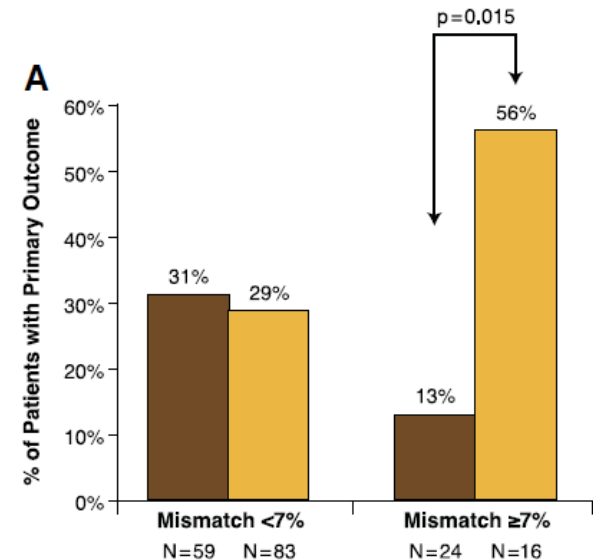 p=0.015
A
% of Patients with Primary Outcome
60%
50%
40%
30%
20%
10%
0%
31%
29%
13%
56%
Mismatch <7%
Mismatch ≥7%
N=59 N=83
N=24 N=16